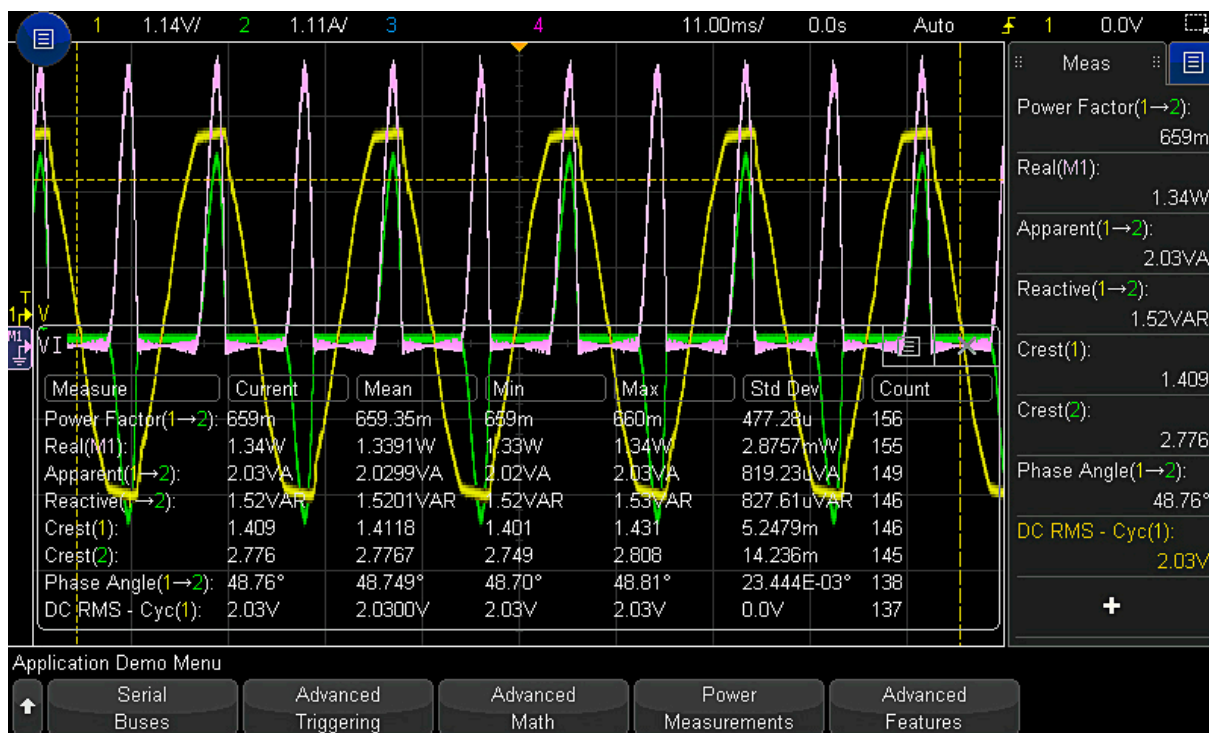 1 1.14V/ 2 1.11A/ 3 4 11.00ms/ 0.0s Auto 1 0.0V
Meas
Power Factor(1→2):
659m
Real(M1):
1.34W
Apparent(1→2):
2.03VA
Reactive(1→2):
1.52VAR
Crest(1):
1.409
Crest(2):
2.776
Phase Angle(1→2):
48.76°
DC RMS - Cyc(1):
2.03V
+
T
1 V
M1
VI
Measure Current Mean Min Max Std Dev Count
Power Factor(1→2): 659m 659.35m 659m 660m 477.28u 156
Real(M1): 1.34W 1.3391W 1.33W 1.34W 2.8757mW 155
Apparent(1→2): 2.03VA 2.0299VA 2.02VA 2.03VA 819.23uVA 149
Reactive(1→2): 1.52VAR 1.5201VAR 1.52VAR 1.53VAR 827.61uVAR 146
Crest(1): 1.409 1.4118 1.401 1.431 5.2479m 146
Crest(2): 2.776 2.7767 2.749 2.808 14.236m 145
Phase Angle(1→2): 48.76° 48.749° 48.70° 48.81° 23.444E-03° 138
DC RMS - Cyc(1): 2.03V 2.0300V 2.03V 2.03V 0.0V 137
Application Demo Menu
Serial
Buses
Advanced
Triggering
Advanced
Math
Power
Measurements
Advanced
Features